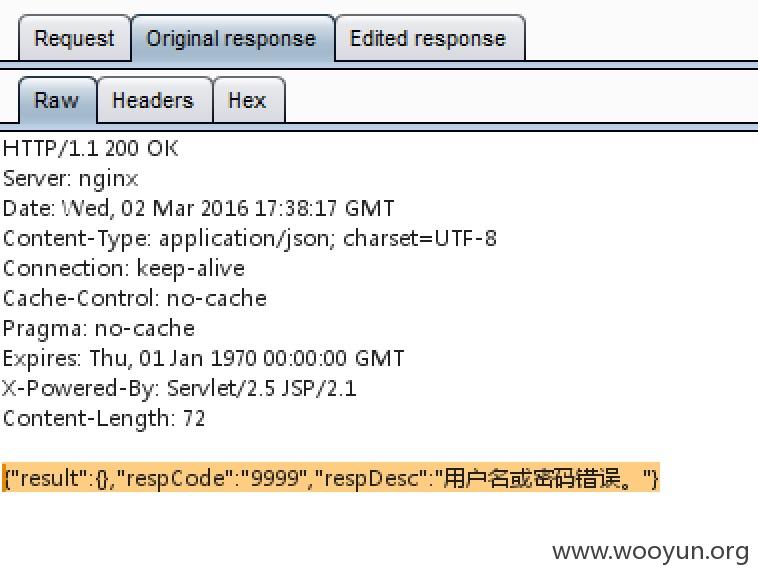 Request Original response Edited response
Raw Headers Hex
HTTP/1.1 200 OK
Server: nginx
Date: Wed, 02 Mar 2016 17:38:17 GMT
Content-Type: application/json; charset=UTF-8
Connection: keep-alive
Cache-Control: no-cache
Pragma: no-cache
Expires: Thu, 01 Jan 1970 00:00:00 GMT
X-Powered-By: Servlet/2.5 JSP/2.1
Content-Length: 72
{"result":{},"respCode":"9999","respDesc":"用户名或密码错误。"}
www.wooyun.org